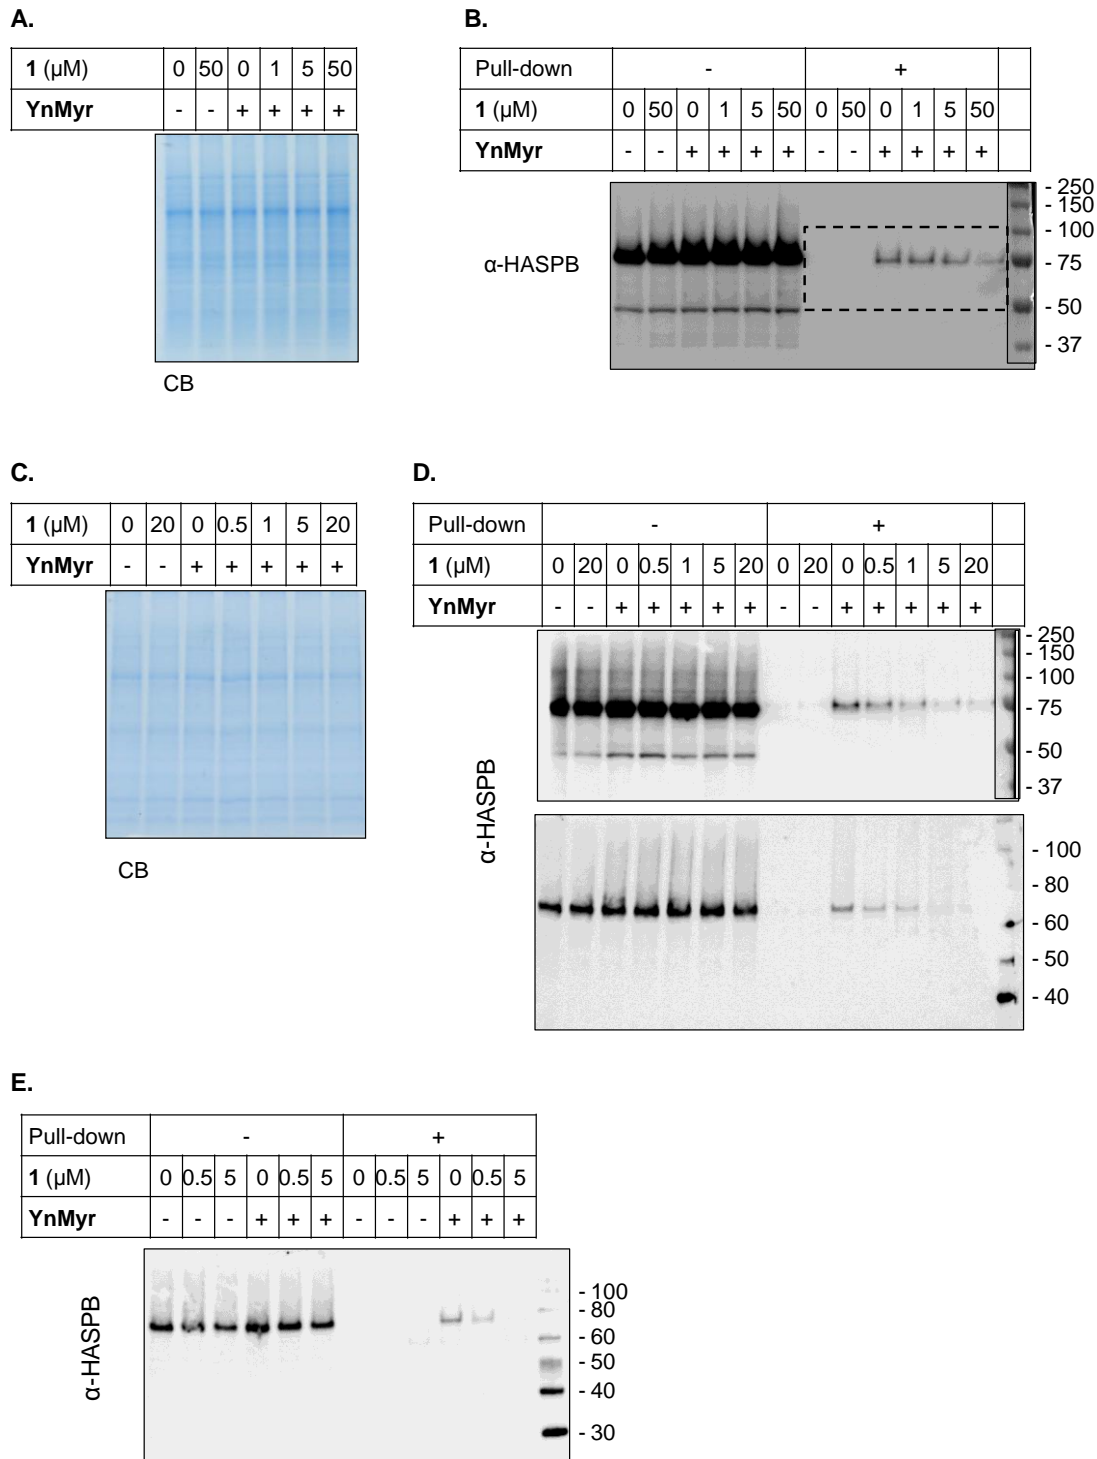 A.
1 (µM) 0 50 0 1 5 50
YnMyr - - + + + +
CB
B.
Pull-down - +
1 (µM) 0 50 0 1 5 50 0 50 0 1 5 50
YnMyr - - + + + + - - + + + +
α-HASPB
- 250
- 150
- 100
- 75
- 50
- 37
C.
1 (µM) 0 20 0 0.5 1 5 20
YnMyr - - + + + + +
CB
D.
Pull-down - +
1 (µM) 0 20 0 0.5 1 5 20 0 20 0 0.5 1 5 20
YnMyr - - + + + + + - - + + + + +
α-HASPB
- 250
- 150
- 100
- 75
- 50
- 37
- 100
- 80
- 60
- 50
- 40
E.
Pull-down - +
1 (µM) 0 0.5 5 0 0.5 5 0 0.5 5 0 0.5 5
YnMyr - - - + + + - - - + + +
α-HASPB
- 100
- 80
- 60
- 50
- 40
- 30